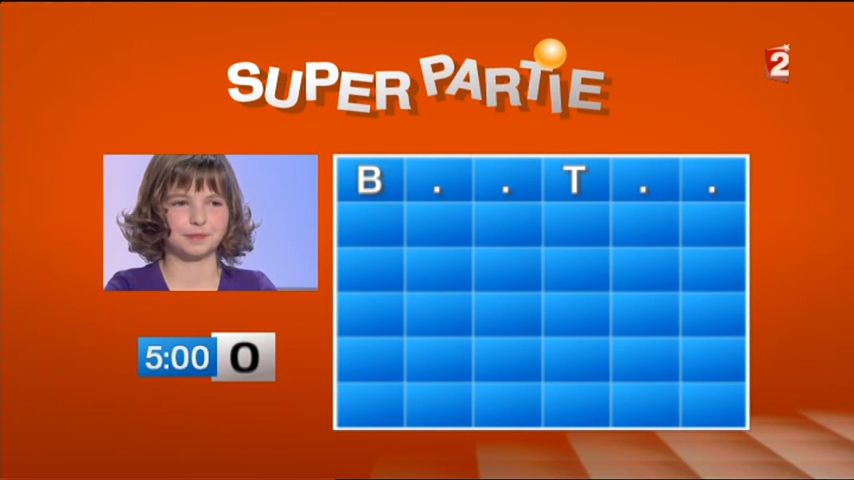 SUPER PARTIE
2
B . . T . .
5:00 0